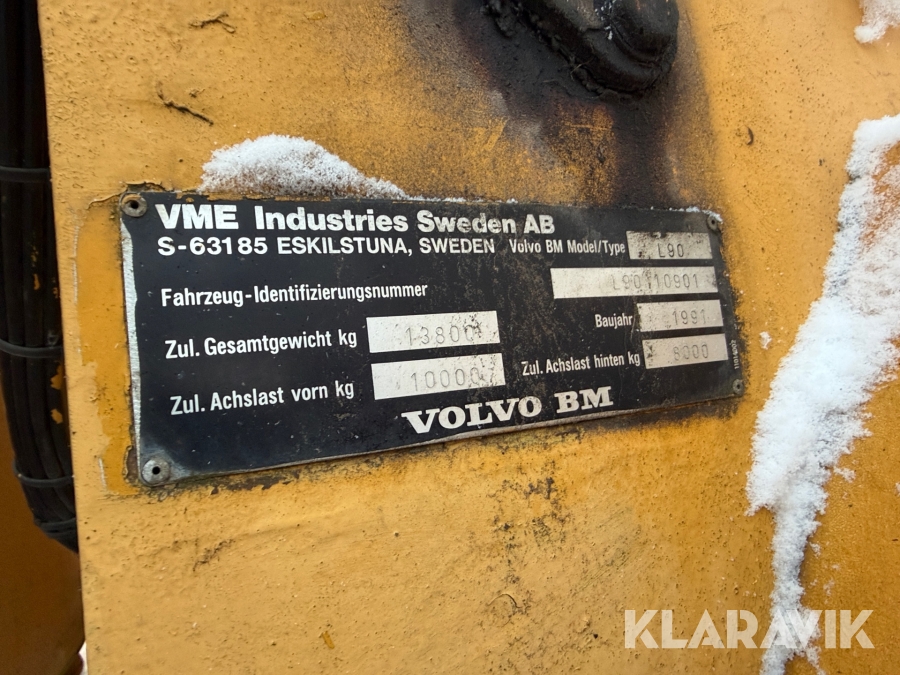 VME Industries Sweden AB
S-63185 ESKILSTUNA, SWEDEN Volvo BM Model/Type L90
Fahrzeug-Identifizierungsnummer L90110901
Zul. Gesamtgewicht kg 13800 Baujahr 1991
Zul. Achslast vorn kg 10000 Zul. Achslast hinten kg 8000
VOLVO BM
KLARAVIK